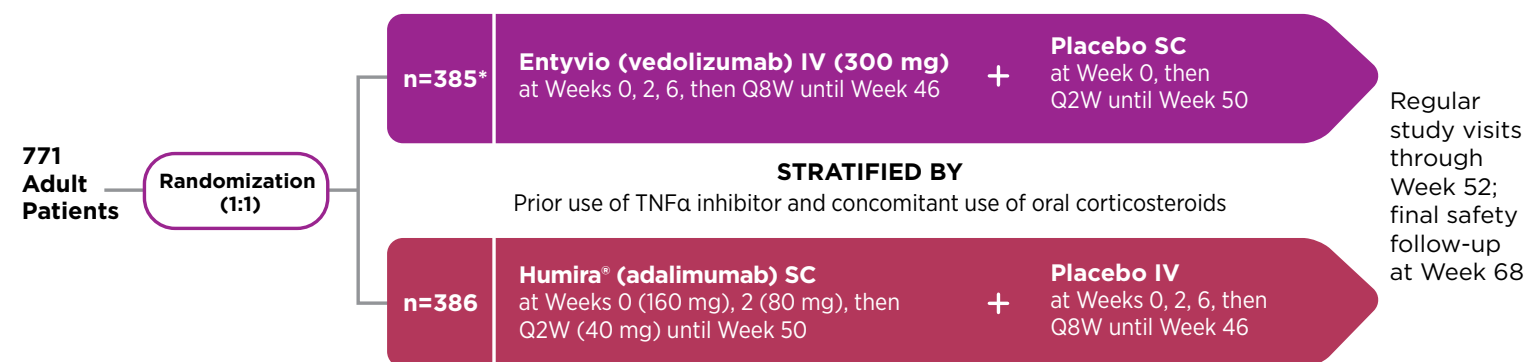 771
Adult
Patients
Randomization
(1:1)
n=385*
Entyvio (vedolizumab) IV (300 mg)
at Weeks 0, 2, 6, then Q8W until Week 46
+
Placebo SC
at Week 0, then
Q2W until Week 50
STRATIFIED BY
Prior use of TNFα inhibitor and concomitant use of oral corticosteroids
n=386
Humira® (adalimumab) SC
at Weeks 0 (160 mg), 2 (80 mg), then
Q2W (40 mg) until Week 50
+
Placebo IV
at Weeks 0, 2, 6, then
Q8W until Week 46
Regular
study visits
through
Week 52;
final safety
follow-up
at Week 68